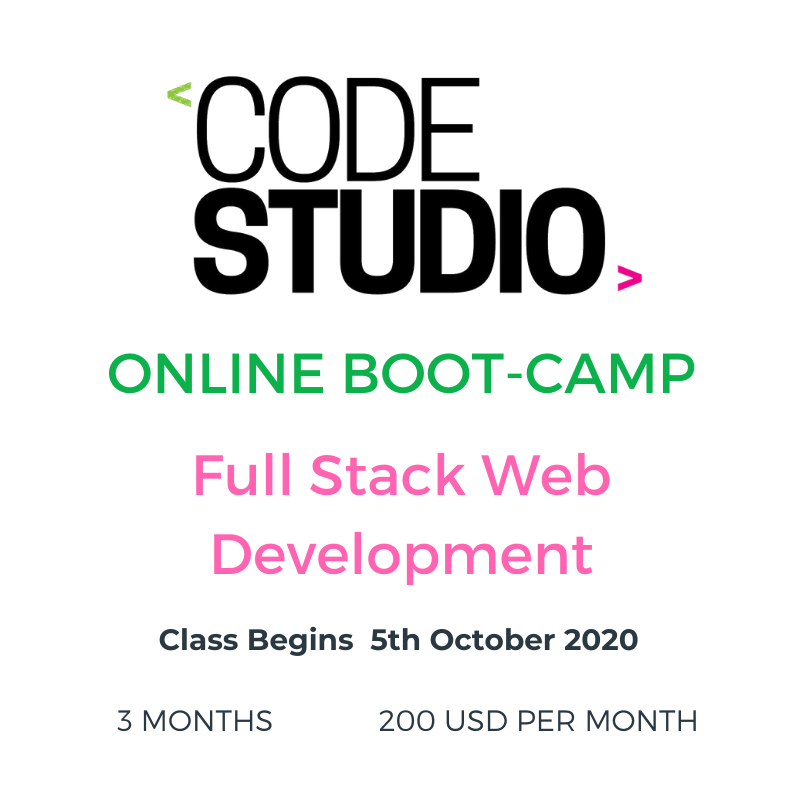 <CODE
STUDIO>
ONLINE BOOT-CAMP
Full Stack Web
Development
Class Begins 5th October 2020
3 MONTHS 200 USD PER MONTH